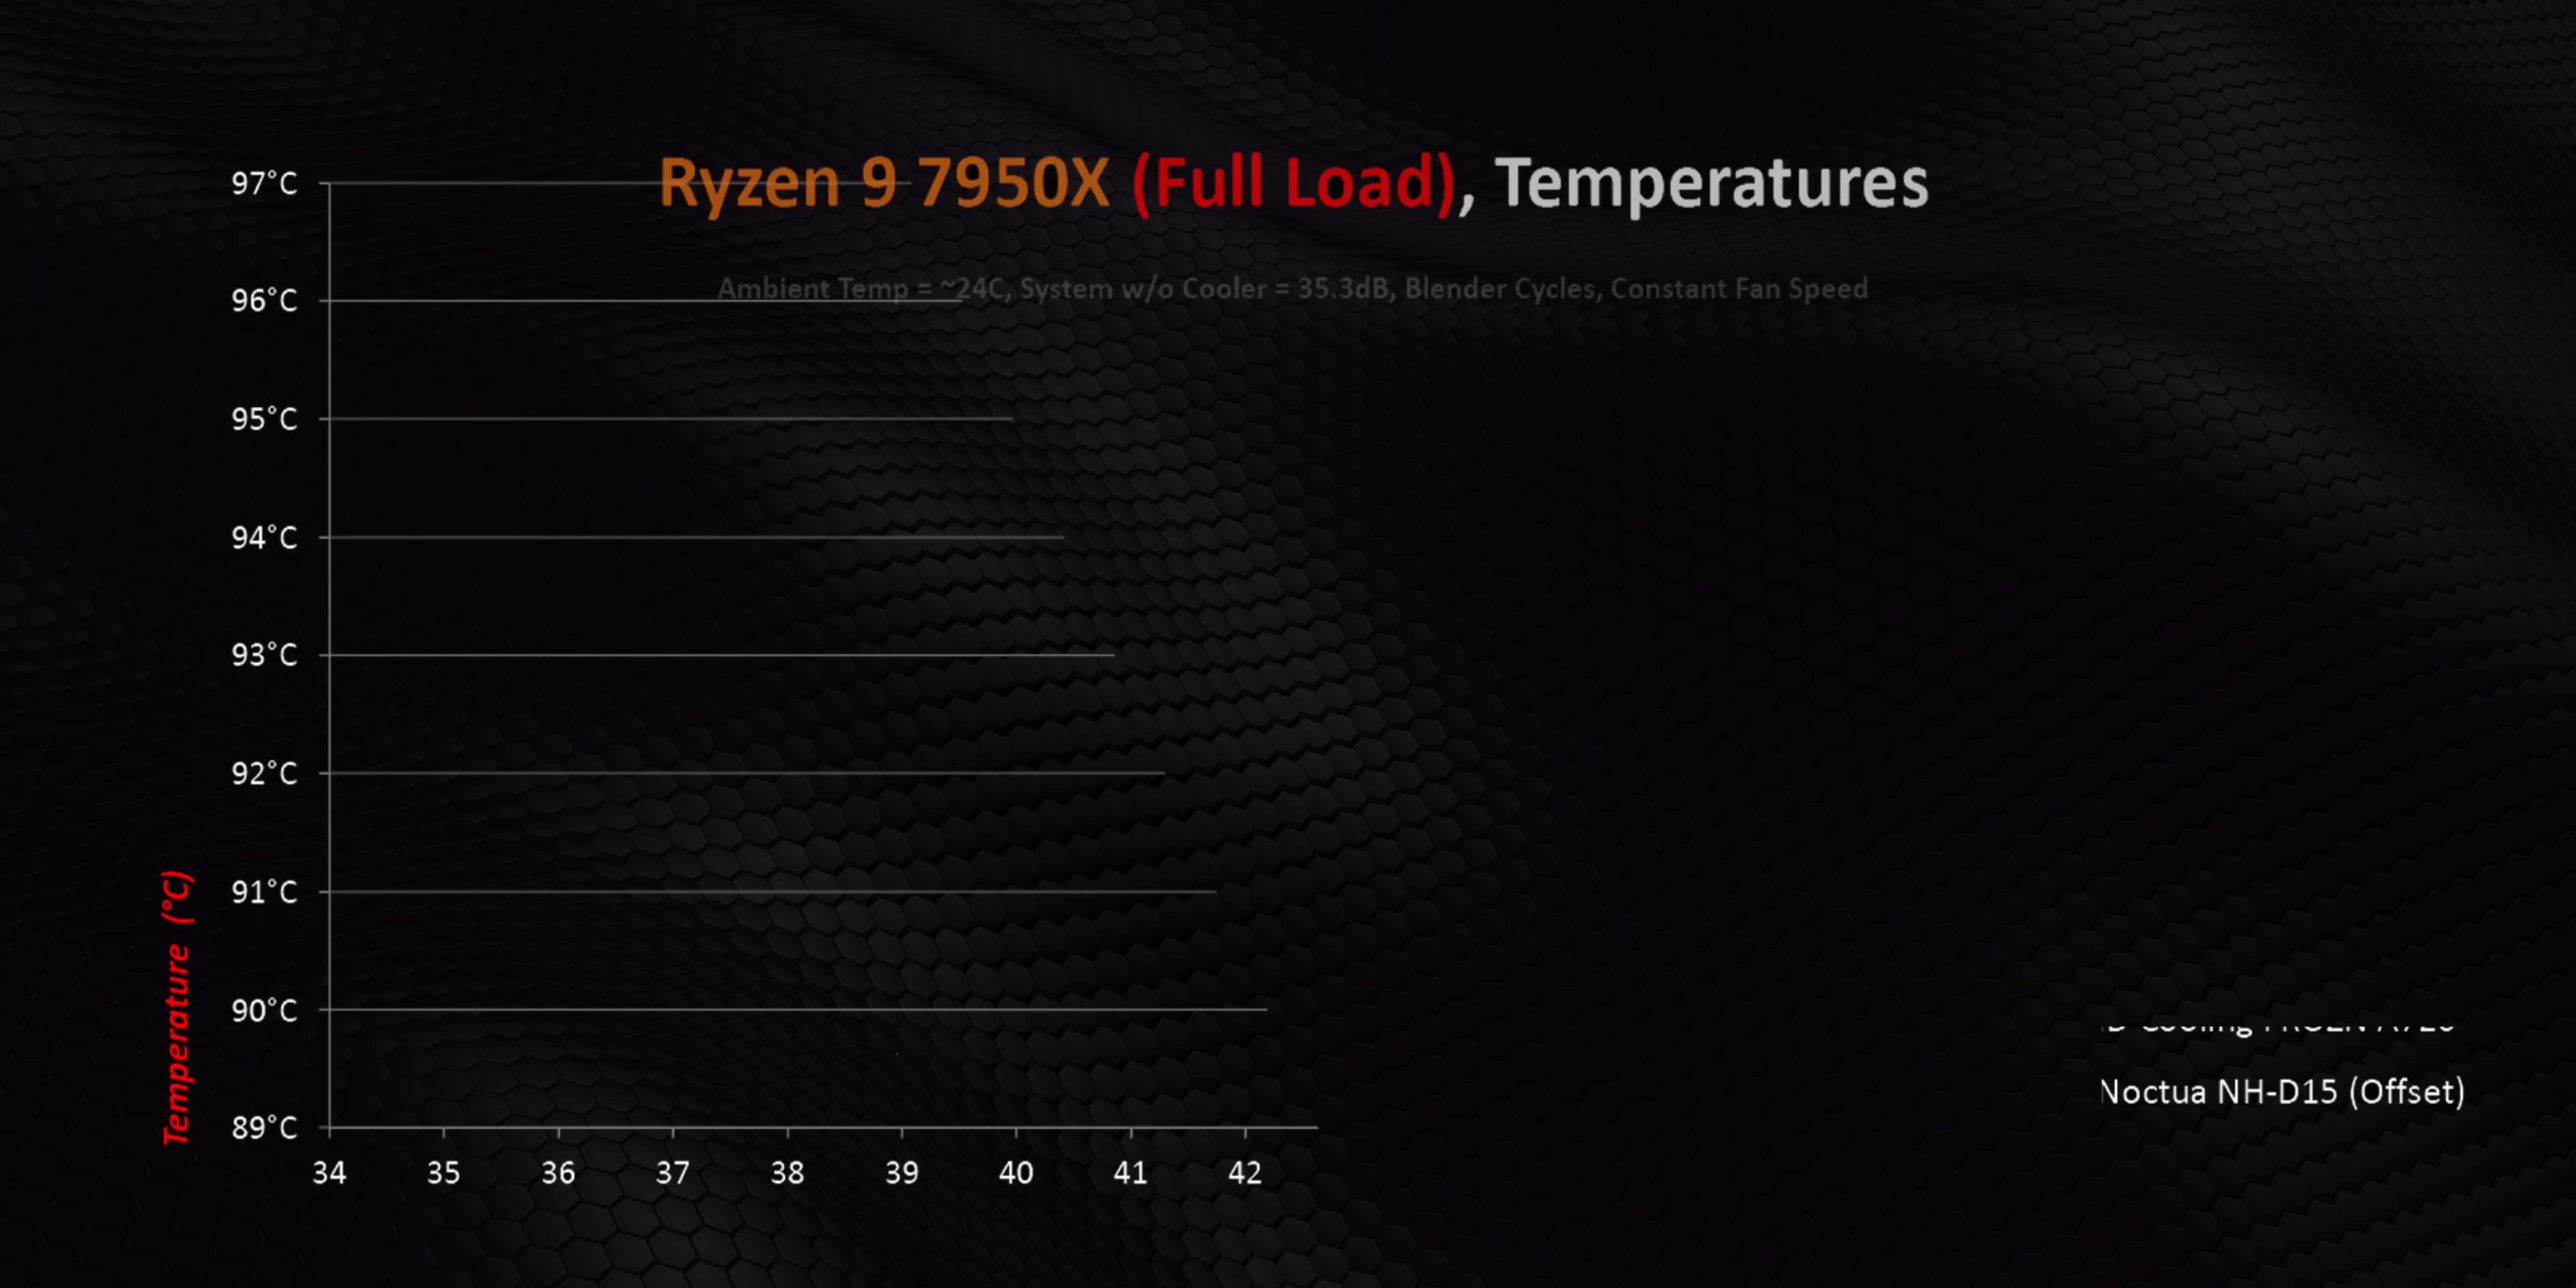 Ryzen 9 7950X (Full Load), Temperatures
Ambient Temp = ~24C, System w/o Cooler = 35.3dB, Blender Cycles, Constant Fan Speed
97°C
96°C
95°C
94°C
93°C
92°C
91°C
90°C
89°C
Temperature (°C)
34 35 36 37 38 39 40 41 42
Cooling
Noctua NH-D15 (Offset)